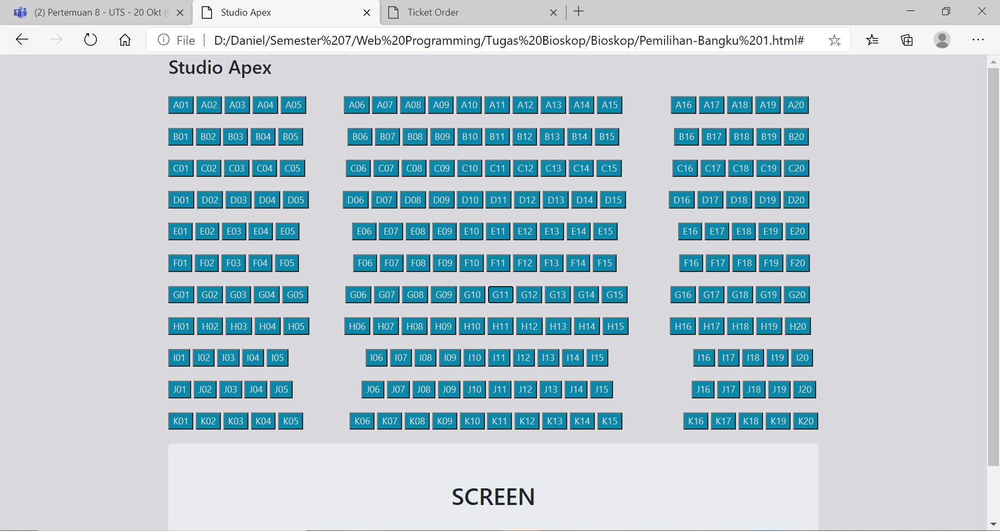 (2) Pertemuan 8 - UTS - 20 Okt
Studio Apex
Ticket Order
File
D:/Daniel/Semester%207/Web%20Programming/Tugas%20Bioskop/Bioskop/Pemilihan-Bangku%201.html#
Studio Apex
A01 A02 A03 A04 A05 A06 A07 A08 A09 A10 A11 A12 A13 A14 A15 A16 A17 A18 A19 A20
B01 B02 B03 B04 B05 B06 B07 B08 B09 B10 B11 B12 B13 B14 B15 B16 B17 B18 B19 B20
C01 C02 C03 C04 C05 C06 C07 C08 C09 C10 C11 C12 C13 C14 C15 C16 C17 C18 C19 C20
D01 D02 D03 D04 D05 D06 D07 D08 D09 D10 D11 D12 D13 D14 D15 D16 D17 D18 D19 D20
E01 E02 E03 E04 E05 E06 E07 E08 E09 E10 E11 E12 E13 E14 E15 E16 E17 E18 E19 E20
F01 F02 F03 F04 F05 F06 F07 F08 F09 F10 F11 F12 F13 F14 F15 F16 F17 F18 F19 F20
G01 G02 G03 G04 G05 G06 G07 G08 G09 G10 G11 G12 G13 G14 G15 G16 G17 G18 G19 G20
H01 H02 H03 H04 H05 H06 H07 H08 H09 H10 H11 H12 H13 H14 H15 H16 H17 H18 H19 H20
I01 I02 I03 I04 I05 I06 I07 I08 I09 I10 I11 I12 I13 I14 I15 I16 I17 I18 I19 I20
J01 J02 J03 J04 J05 J06 J07 J08 J09 J10 J11 J12 J13 J14 J15 J16 J17 J18 J19 J20
K01 K02 K03 K04 K05 K06 K07 K08 K09 K10 K11 K12 K13 K14 K15 K16 K17 K18 K19 K20
SCREEN